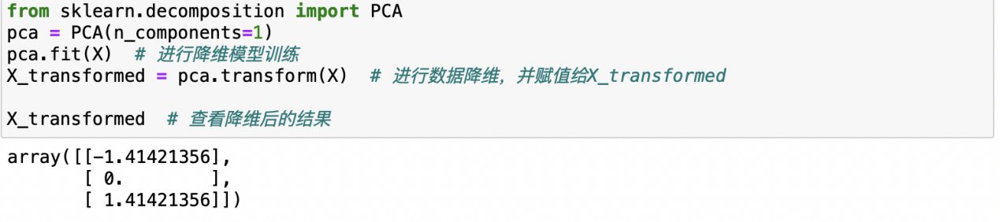 from sklearn.decomposition import PCA
pca = PCA(n_components=1)
pca.fit(X)  # 进行降维模型训练
X_transformed = pca.transform(X)  # 进行数据降维，并赋值给X_transformed
X_transformed  # 查看降维后的结果
array([[-1.41421356],
       [ 0.        ],
       [ 1.41421356]])